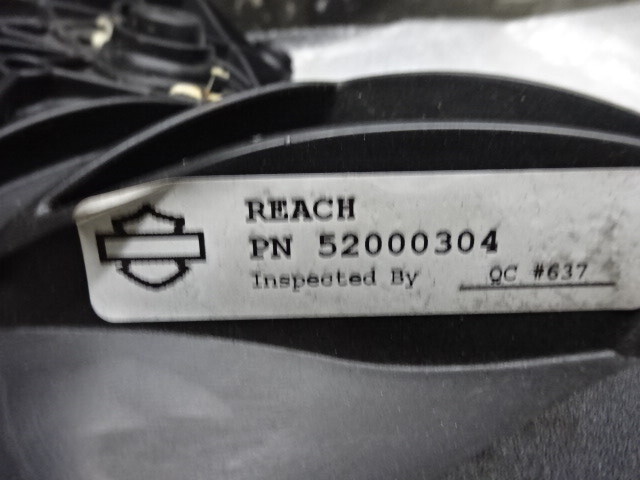 REACH
PN 52000304
Inspected By QC #637